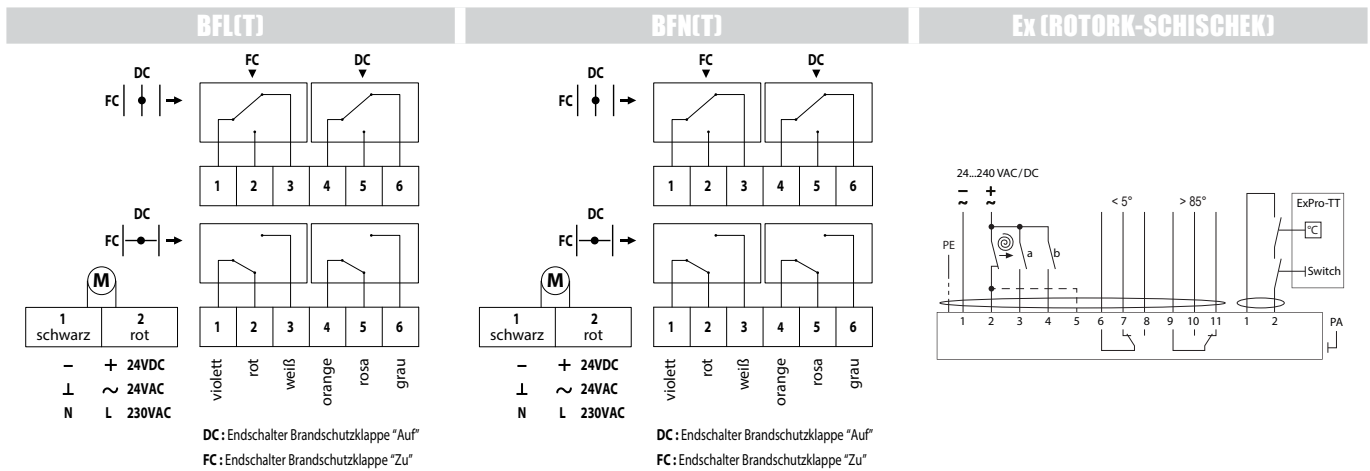 BFL(T)
FC DC
DC
FC
1 2 3 4 5 6
DC
FC
M
1 2
schwarz rot
1 2 3 4 5 6
– + 24VDC
⊥ ~ 24VAC
N L 230VAC
violett rot weiß orange rosa grau
DC : Endschalter Brandschutzklappe “Auf”
FC : Endschalter Brandschutzklappe “Zu”
BFN(T)
FC DC
DC
FC
1 2 3 4 5 6
DC
FC
M
1 2
schwarz rot
1 2 3 4 5 6
– + 24VDC
⊥ ~ 24VAC
N L 230VAC
violett rot weiß orange rosa grau
DC : Endschalter Brandschutzklappe “Auf”
FC : Endschalter Brandschutzklappe “Zu”
Ex (ROTORK-SCHISCHEK)
24...240 VAC/DC
– +
~ ~
< 5° > 85°
ExPro-TT
°C
PE
a b
Switch
1 2 3 4 5 6 7 8 9 10 11 1 2
PA